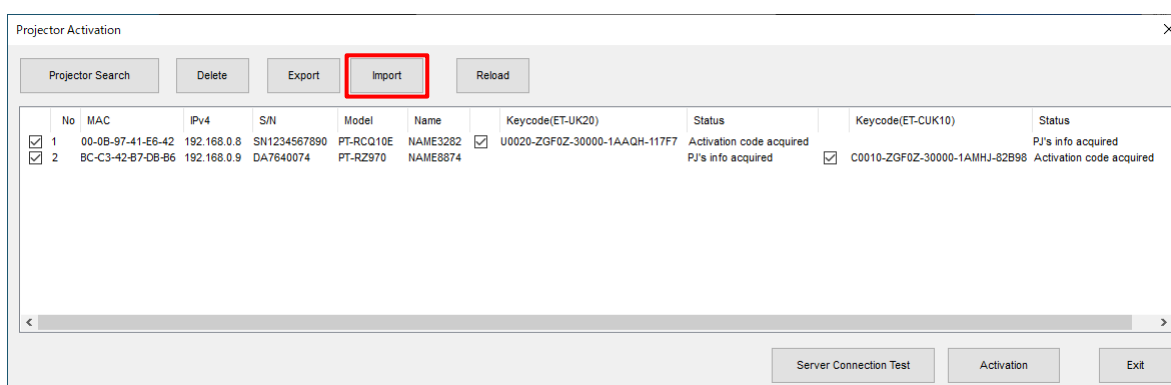 Projector Activation
Projector Search Delete Export Import Reload
No MAC IPv4 S/N Model Name Keycode(ET-UK20) Status Keycode(ET-CUK10) Status
1 00-0B-97-41-E6-42 192.168.0.8 SN1234567890 PT-RCQ10E NAME3282 U0020-ZGF0Z-30000-1AAQH-117F7 Activation code acquired PJ's info acquired
2 BC-C3-42-B7-DB-B6 192.168.0.9 DA7640074 PT-RZ970 NAME8874 PJ's info acquired C0010-ZGF0Z-30000-1AMHJ-82B98 Activation code acquired
Server Connection Test Activation Exit